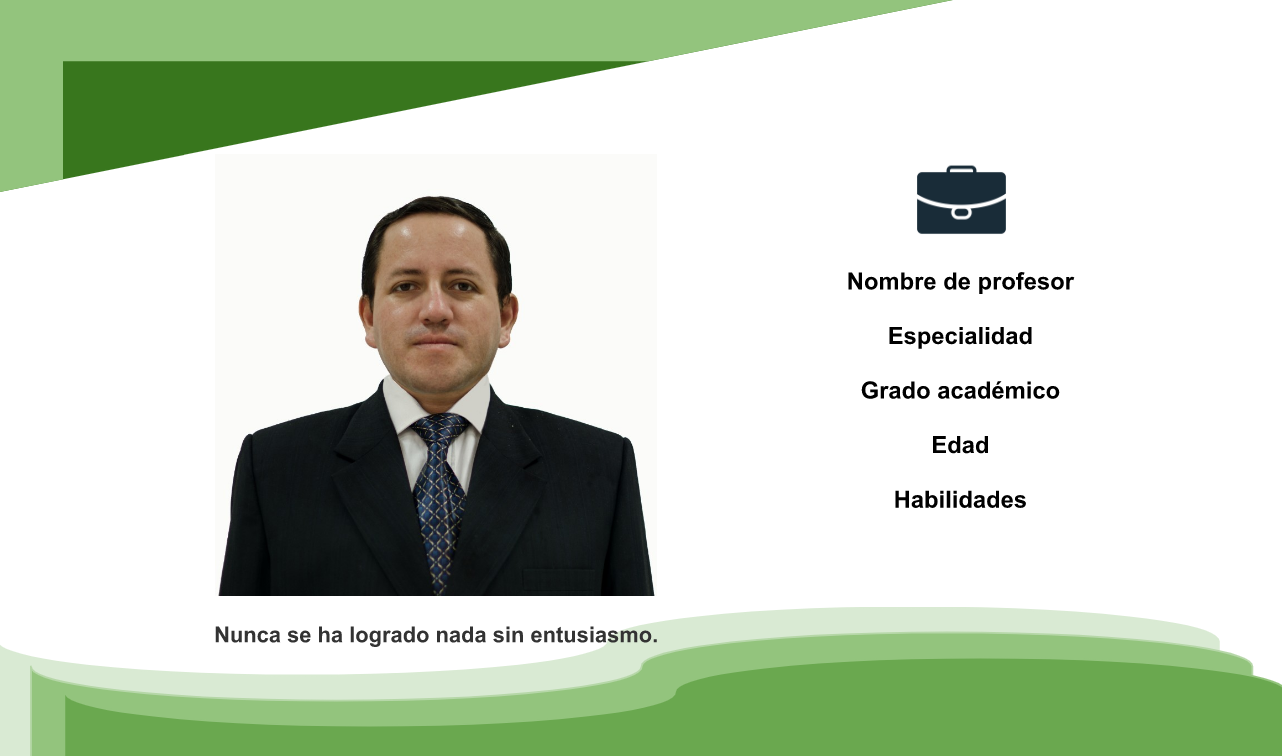 Nombre de profesor
Especialidad
Grado académico
Edad
Habilidades
Nunca se ha logrado nada sin entusiasmo.